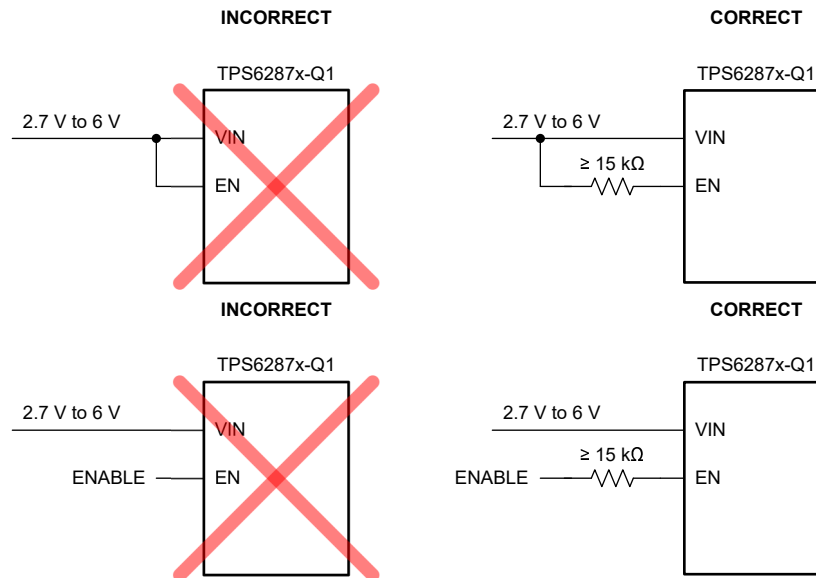 INCORRECT
CORRECT
TPS6287x-Q1
TPS6287x-Q1
2.7 V to 6 V
VIN
2.7 V to 6 V
VIN
≥ 15 kΩ
EN
EN
INCORRECT
CORRECT
TPS6287x-Q1
TPS6287x-Q1
2.7 V to 6 V
VIN
2.7 V to 6 V
VIN
≥ 15 kΩ
ENABLE
EN
ENABLE
EN